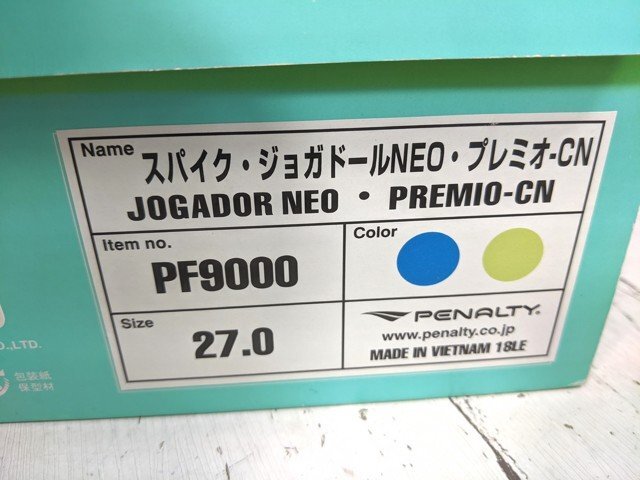 Name スパイク・ジョガドールNEO・プレミオ-CN
JOGADOR NEO・PREMIO-CN
Item no.
PF9000
Color
Size
27.0
PENALTY
www.penalty.co.jp
MADE IN VIETNAM 18LE
O.,LTD.
包装紙
保型材